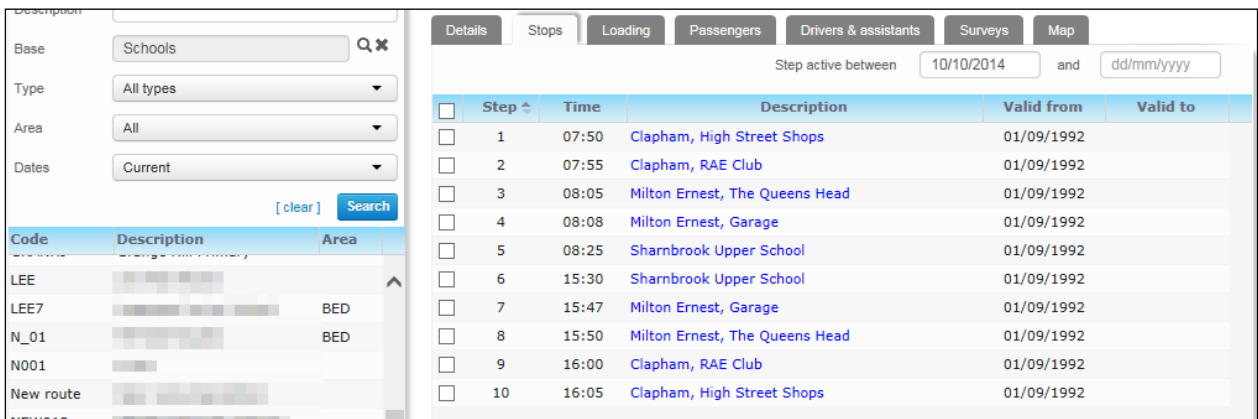 Description
Base Schools
Type All types
Area All
Dates Current
[ clear ] Search
Code Description Area
LEE
LEE7 BED
N_01 BED
N001
New route
Details Stops Loading Passengers Drivers & assistants Surveys Map
Step active between 10/10/2014 and dd/mm/yyyy
Step Time Description Valid from Valid to
1 07:50 Clapham, High Street Shops 01/09/1992
2 07:55 Clapham, RAE Club 01/09/1992
3 08:05 Milton Ernest, The Queens Head 01/09/1992
4 08:08 Milton Ernest, Garage 01/09/1992
5 08:25 Sharnbrook Upper School 01/09/1992
6 15:30 Sharnbrook Upper School 01/09/1992
7 15:47 Milton Ernest, Garage 01/09/1992
8 15:50 Milton Ernest, The Queens Head 01/09/1992
9 16:00 Clapham, RAE Club 01/09/1992
10 16:05 Clapham, High Street Shops 01/09/1992